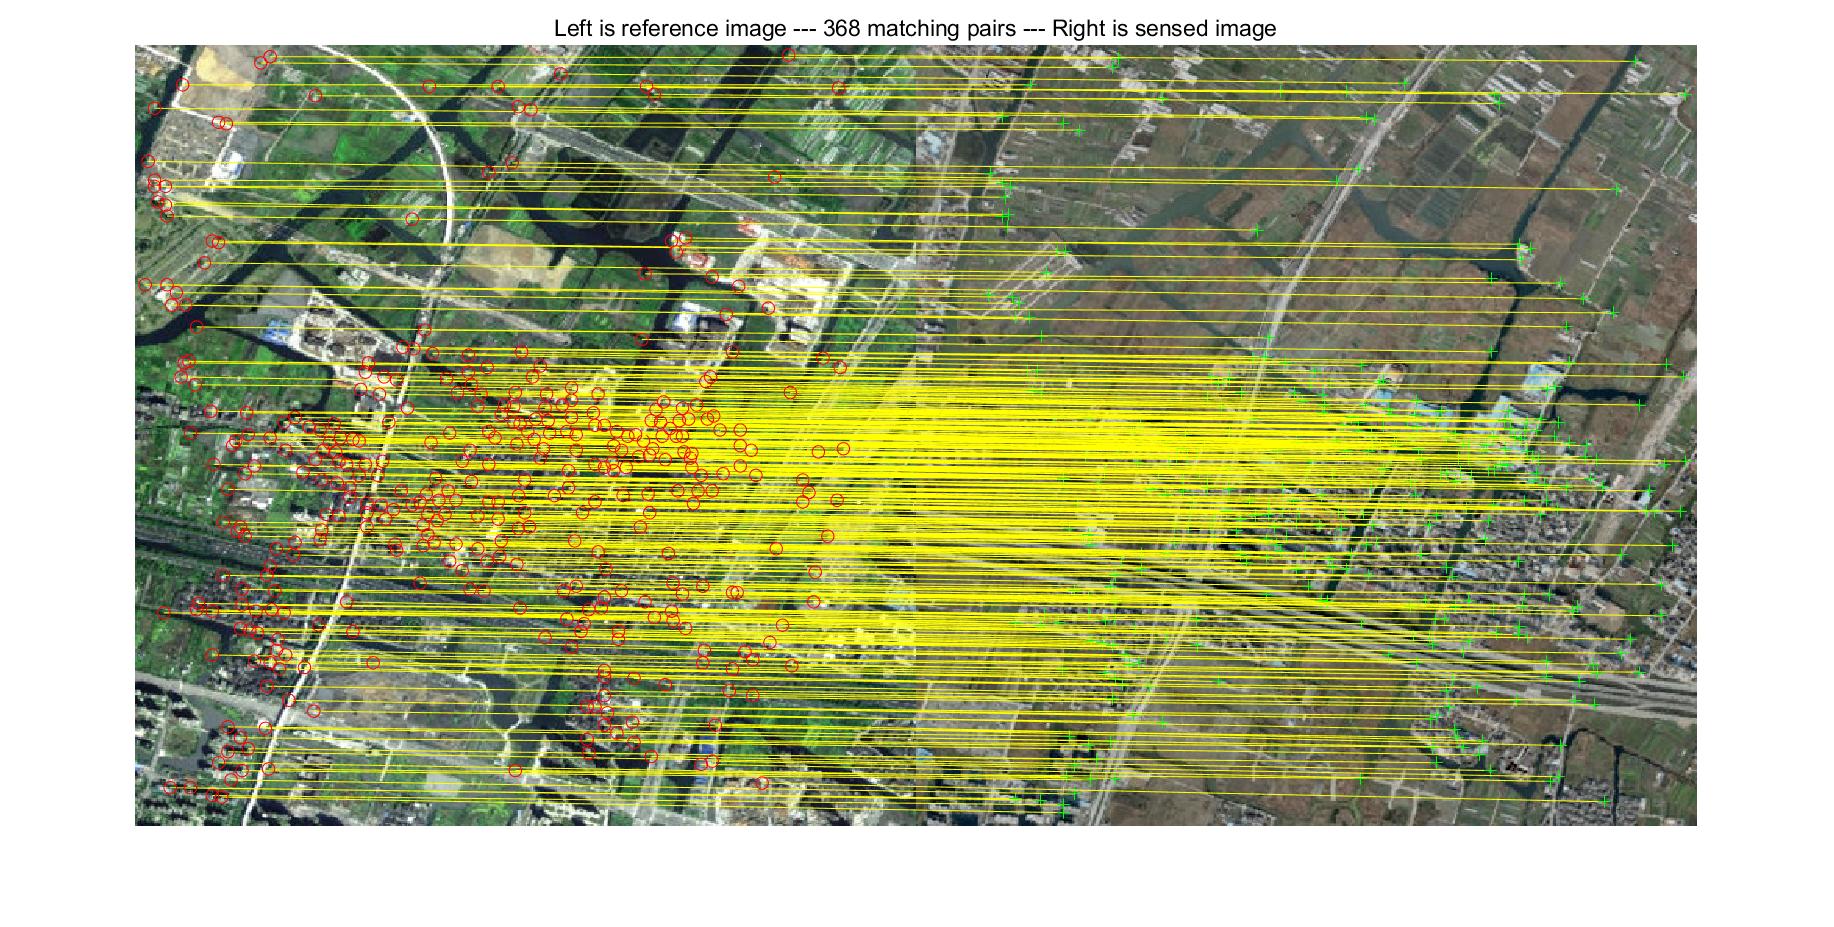 Left is reference image --- 368 matching pairs --- Right is sensed image